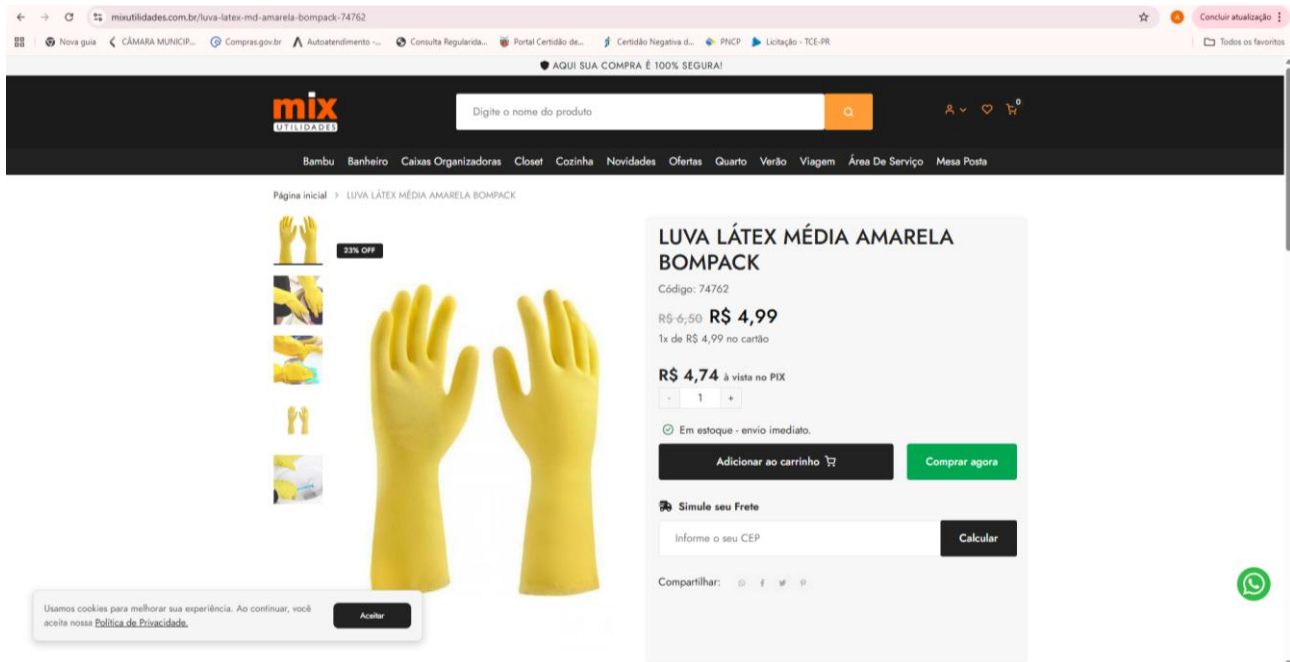 mixutilidades.com.br/luva-latex-md-amarela-bompack-74762
A
Concluir atualização
Nova guia
CÂMARA MUNICIP...
Compras.gov.br
Autoatendimento -...
Consulta Regularida...
Portal Certidão de...
Certidão Negativa d...
PNCP
Licitação - TCE-PR
Todos os favoritos
AQUI SUA COMPRA É 100% SEGURA!
mix
UTILIDADES
Digite o nome do produto
0
Bambu Banheiro Caixas Organizadoras Closet Cozinha Novidades Ofertas Quarto Verão Viagem Área De Serviço Mesa Posta
Página inicial > LUVA LÁTEX MÉDIA AMARELA BOMPACK
23% OFF
LUVA LÁTEX MÉDIA AMARELA
BOMPACK
Código: 74762
R$ 6,50 R$ 4,99
1x de R$ 4,99 no cartão
R$ 4,74 à vista no PIX
- 1 +
Em estoque - envio imediato.
Adicionar ao carrinho
Comprar agora
Simule seu Frete
Informe o seu CEP
Calcular
Compartilhar:
Usamos cookies para melhorar sua experiência. Ao continuar, você
aceita nossa Política de Privacidade.
Aceitar